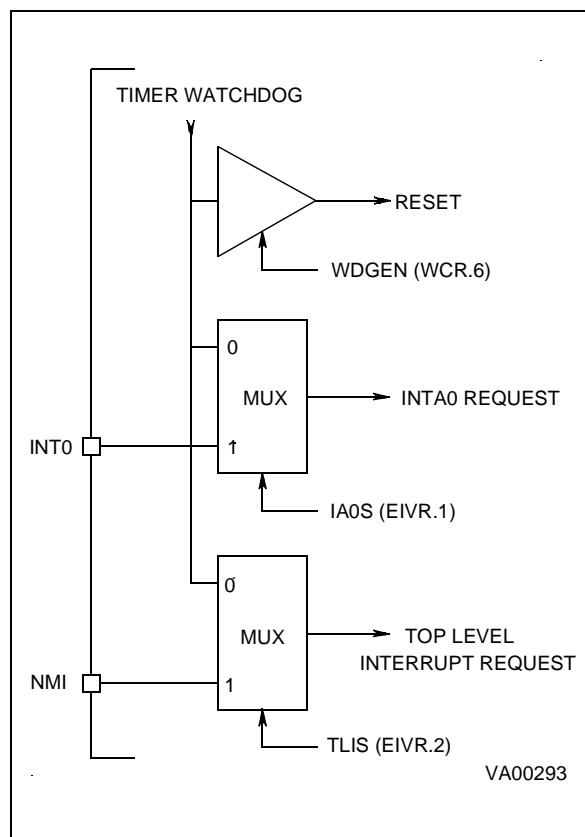 TIMER WATCHDOG
RESET
WDGEN (WCR.6)
0
MUX
INTA0 REQUEST
INT0
1
IA0S (EIVR.1)
0
MUX
TOP LEVEL
INTERRUPT REQUEST
NMI
1
TLIS (EIVR.2)
VA00293